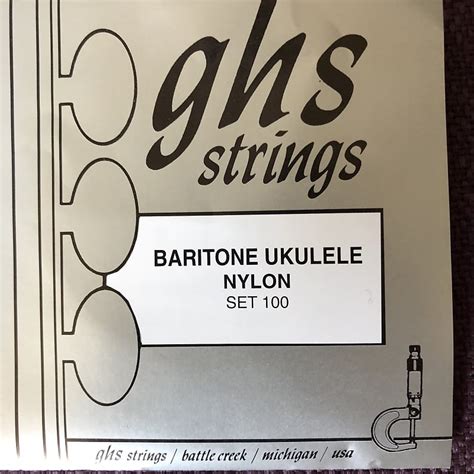 ghs
strings
BARITONE UKULELE
NYLON
SET 100
ghs strings / battle creek / michigan / usa